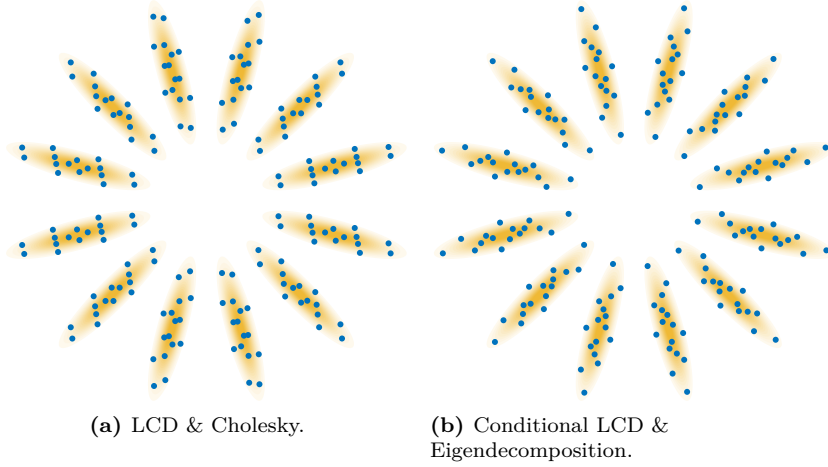 (a) LCD & Cholesky.
(b) Conditional LCD &
Eigendecomposition.